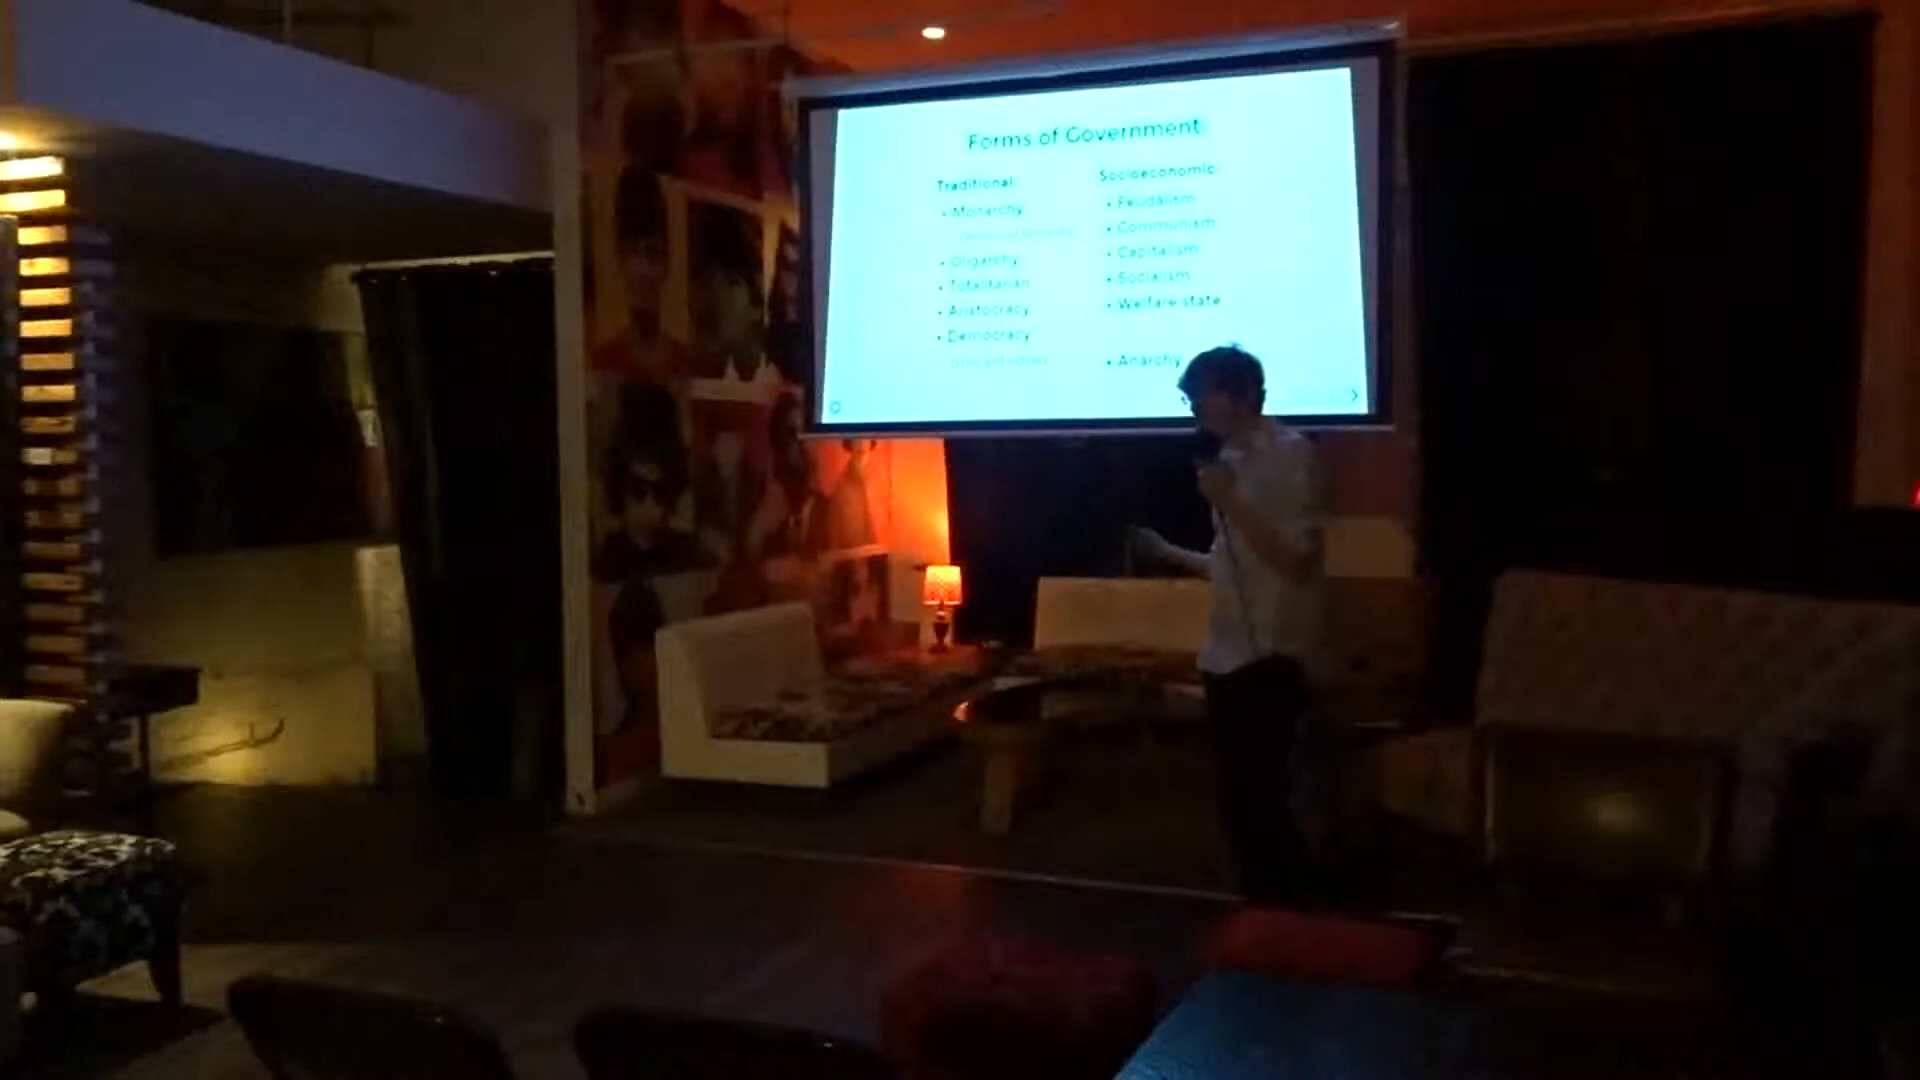 Forms of Government
Traditional:
• Monarchy
• Oligarchy
• Totalitarian
• Aristocracy
• Democracy
Socioeconomic:
• Feudalism
• Communism
• Capitalism
• Socialism
• Welfare state
• Anarchy